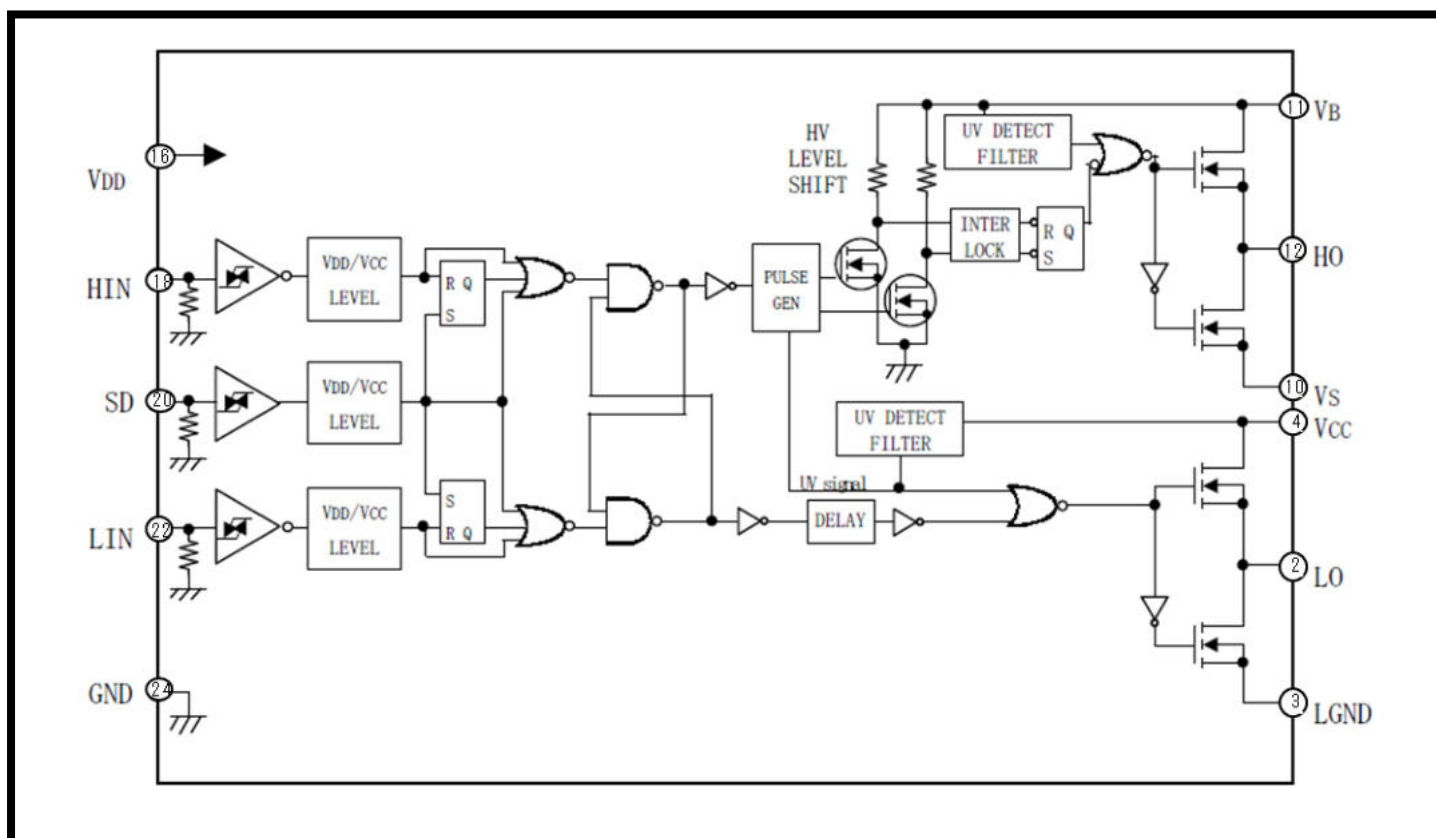 11 VB
HV
LEVEL
SHIFT
UV DETECT
FILTER
16
VDD
INTER
LOCK
R Q
S
12 HO
HIN 18
VDD/VCC
LEVEL
R Q
S
PULSE
GEN
SD 20
VDD/VCC
LEVEL
10 VS
4 VCC
UV DETECT
FILTER
UV signal
LIN 22
VDD/VCC
LEVEL
S
R Q
DELAY
2 LO
GND 24
3 LGND